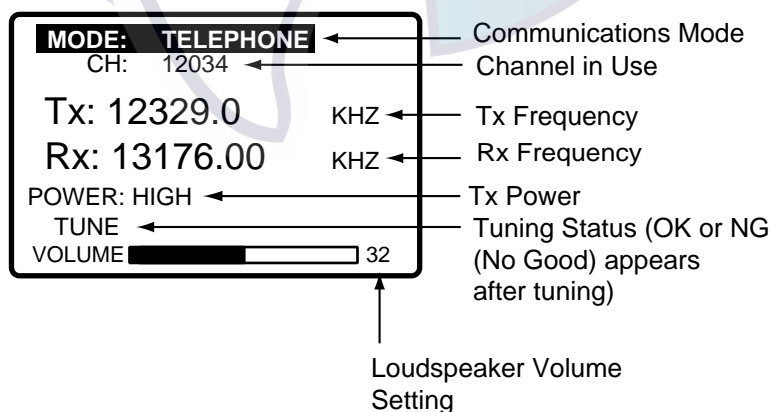 MODE: TELEPHONE
CH: 12034
Tx: 12329.0 KHZ
Rx: 13176.00 KHZ
POWER: HIGH
TUNE
VOLUME 32
Communications Mode
Channel in Use
Tx Frequency
Rx Frequency
Tx Power
Tuning Status (OK or NG
(No Good) appears
after tuning)
Loudspeaker Volume
Setting